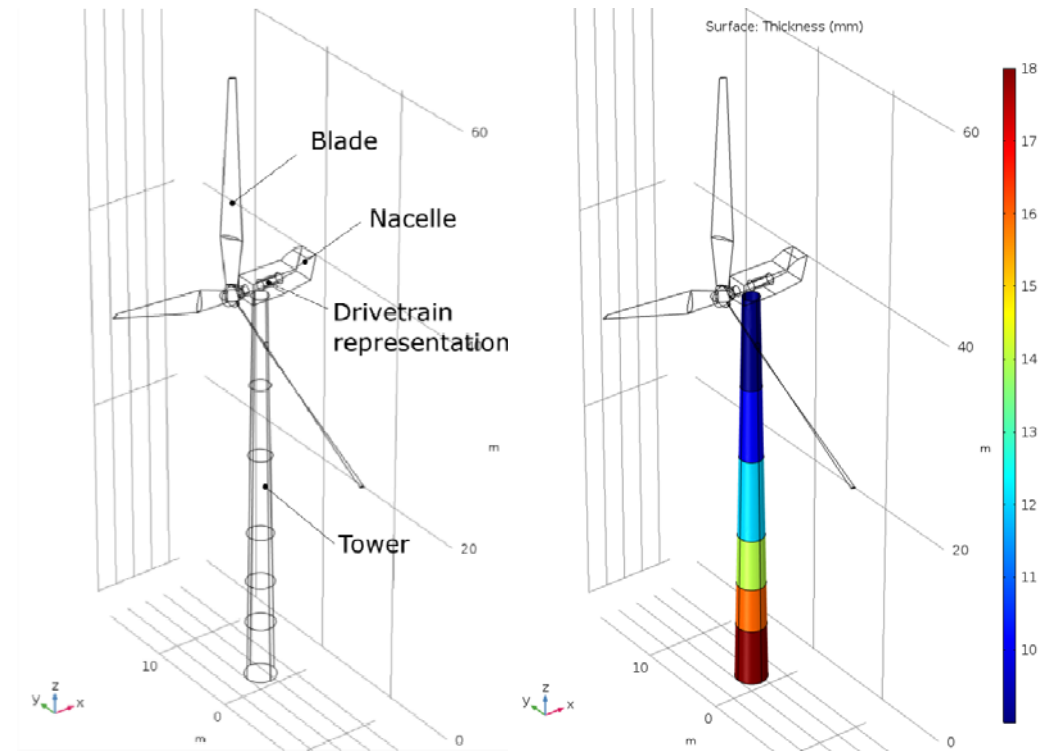 Blade
Nacelle
Drivetrain
representation
Tower
60
40
m
20
0
10
0
m
z
y
x
Surface: Thickness (mm)
60
40
m
20
0
10
0
m
z
y
x
18
17
16
15
14
13
12
11
10